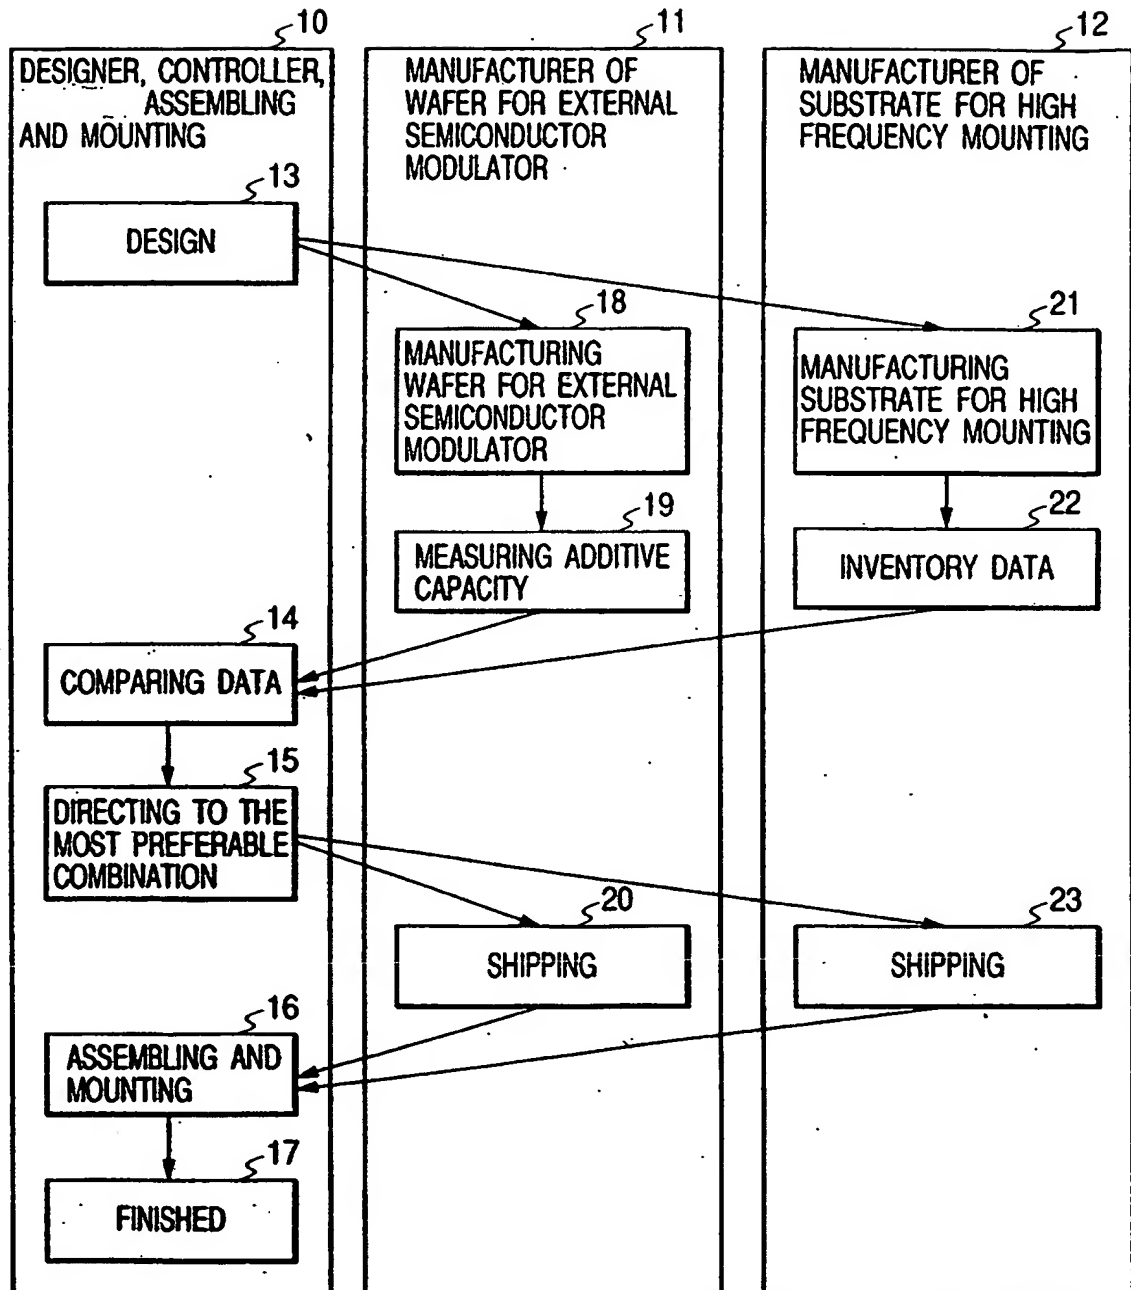 10
DESIGNER, CONTROLLER,
ASSEMBLING
AND MOUNTING
11
MANUFACTURER OF
WAFER FOR EXTERNAL
SEMICONDUCTOR
MODULATOR
12
MANUFACTURER OF
SUBSTRATE FOR HIGH
FREQUENCY MOUNTING
13
DESIGN
18
MANUFACTURING
WAFER FOR EXTERNAL
SEMICONDUCTOR
MODULATOR
21
MANUFACTURING
SUBSTRATE FOR HIGH
FREQUENCY MOUNTING
19
MEASURING ADDITIVE
CAPACITY
22
INVENTORY DATA
14
COMPARING DATA
15
DIRECTING TO THE
MOST PREFERABLE
COMBINATION
20
SHIPPING
23
SHIPPING
16
ASSEMBLING AND
MOUNTING
17
FINISHED